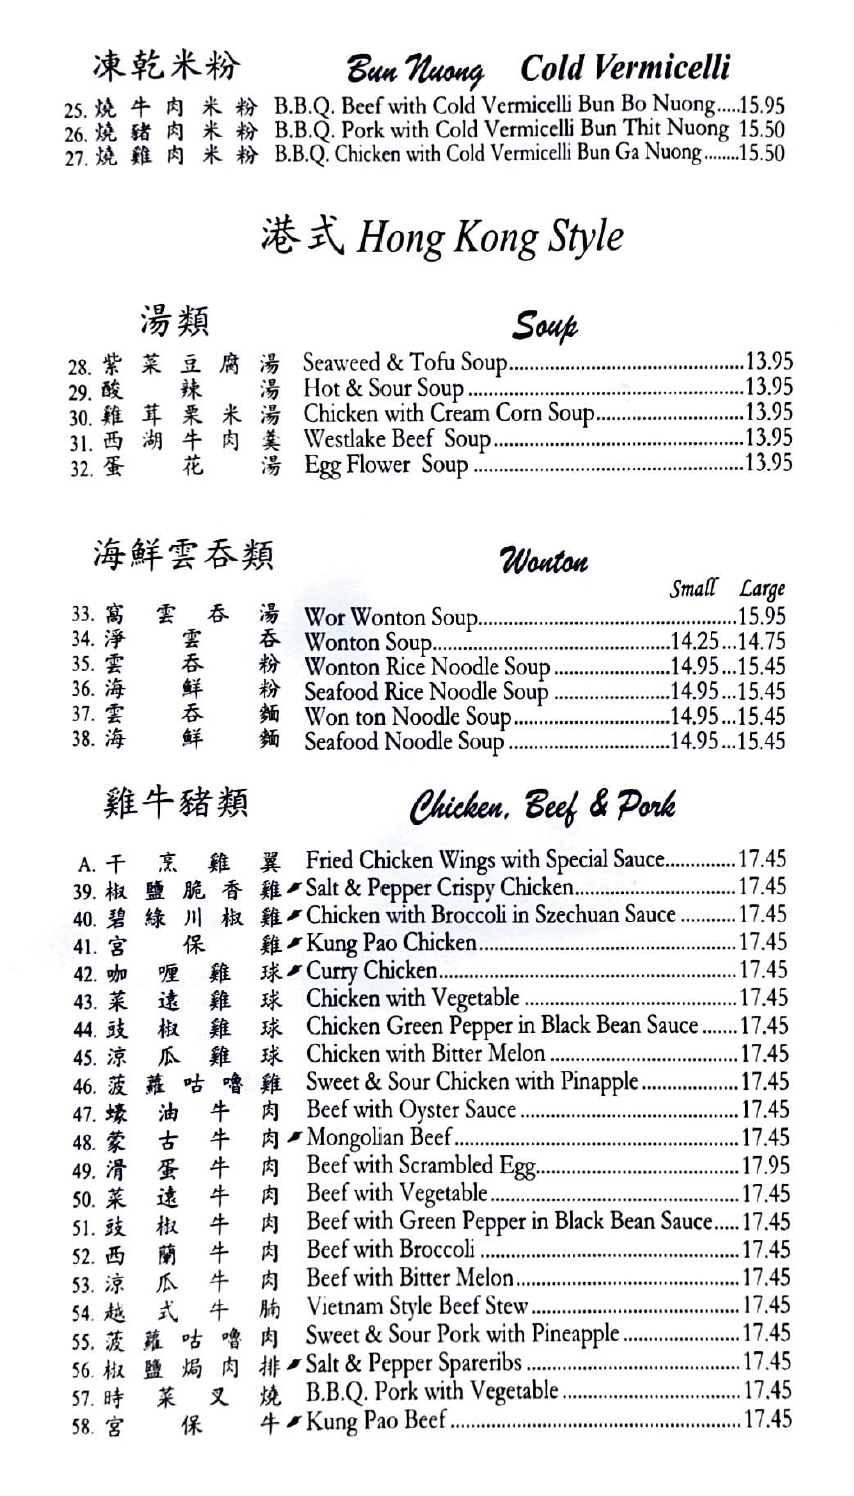 凍乾米粉 Bun Nuong Cold Vermicelli
25. 燒牛肉米粉 B.B.Q. Beef with Cold Vermicelli Bun Bo Nuong.....15.95
26. 燒豬肉米粉 B.B.Q. Pork with Cold Vermicelli Bun Thit Nuong 15.50
27. 燒雞肉米粉 B.B.Q. Chicken with Cold Vermicelli Bun Ga Nuong........15.50
港式 Hong Kong Style
湯類 Soup
28. 紫菜豆腐湯 Seaweed & Tofu Soup..............................................13.95
29. 酸辣湯 Hot & Sour Soup ......................................................13.95
30. 雞茸栗米湯 Chicken with Cream Corn Soup.............................13.95
31. 西湖牛肉羹 Westlake Beef Soup.................................................13.95
32. 蛋花湯 Egg Flower Soup .....................................................13.95
海鮮雲吞類 Wonton
Small Large
33. 窩雲吞湯 Wor Wonton Soup...................................................15.95
34. 淨雲吞 Wonton Soup...............................................14.25...14.75
35. 雲吞粉 Wonton Rice Noodle Soup .......................14.95...15.45
36. 海鮮粉 Seafood Rice Noodle Soup .......................14.95...15.45
37. 雲吞麵 Won ton Noodle Soup...............................14.95...15.45
38. 海鮮麵 Seafood Noodle Soup ................................14.95...15.45
雞牛豬類 Chicken, Beef & Pork
A. 干烹雞翼 Fried Chicken Wings with Special Sauce..............17.45
39. 椒鹽脆香雞 Salt & Pepper Crispy Chicken................................17.45
40. 碧綠川椒雞 Chicken with Broccoli in Szechuan Sauce ...........17.45
41. 宮保雞 Kung Pao Chicken...................................................17.45
42. 咖喱雞球 Curry Chicken...........................................................17.45
43. 菜遠雞球 Chicken with Vegetable ..........................................17.45
44. 豉椒雞球 Chicken Green Pepper in Black Bean Sauce.......17.45
45. 涼瓜雞球 Chicken with Bitter Melon .....................................17.45
46. 菠蘿咕嚕雞 Sweet & Sour Chicken with Pinapple...................17.45
47. 蠔油牛肉 Beef with Oyster Sauce ...........................................17.45
48. 蒙古牛肉 Mongolian Beef........................................................17.45
49. 滑蛋牛肉 Beef with Scrambled Egg........................................17.95
50. 菜遠牛肉 Beef with Vegetable.................................................17.45
51. 豉椒牛肉 Beef with Green Pepper in Black Bean Sauce.....17.45
52. 西蘭牛肉 Beef with Broccoli ...................................................17.45
53. 涼瓜牛肉 Beef with Bitter Melon............................................17.45
54. 越式牛腩 Vietnam Style Beef Stew.........................................17.45
55. 菠蘿咕嚕肉 Sweet & Sour Pork with Pineapple.......................17.45
56. 椒鹽焗肉排 Salt & Pepper Spareribs ..........................................17.45
57. 時菜叉燒 B.B.Q. Pork with Vegetable ...................................17.45
58. 宮保牛 Kung Pao Beef.........................................................17.45